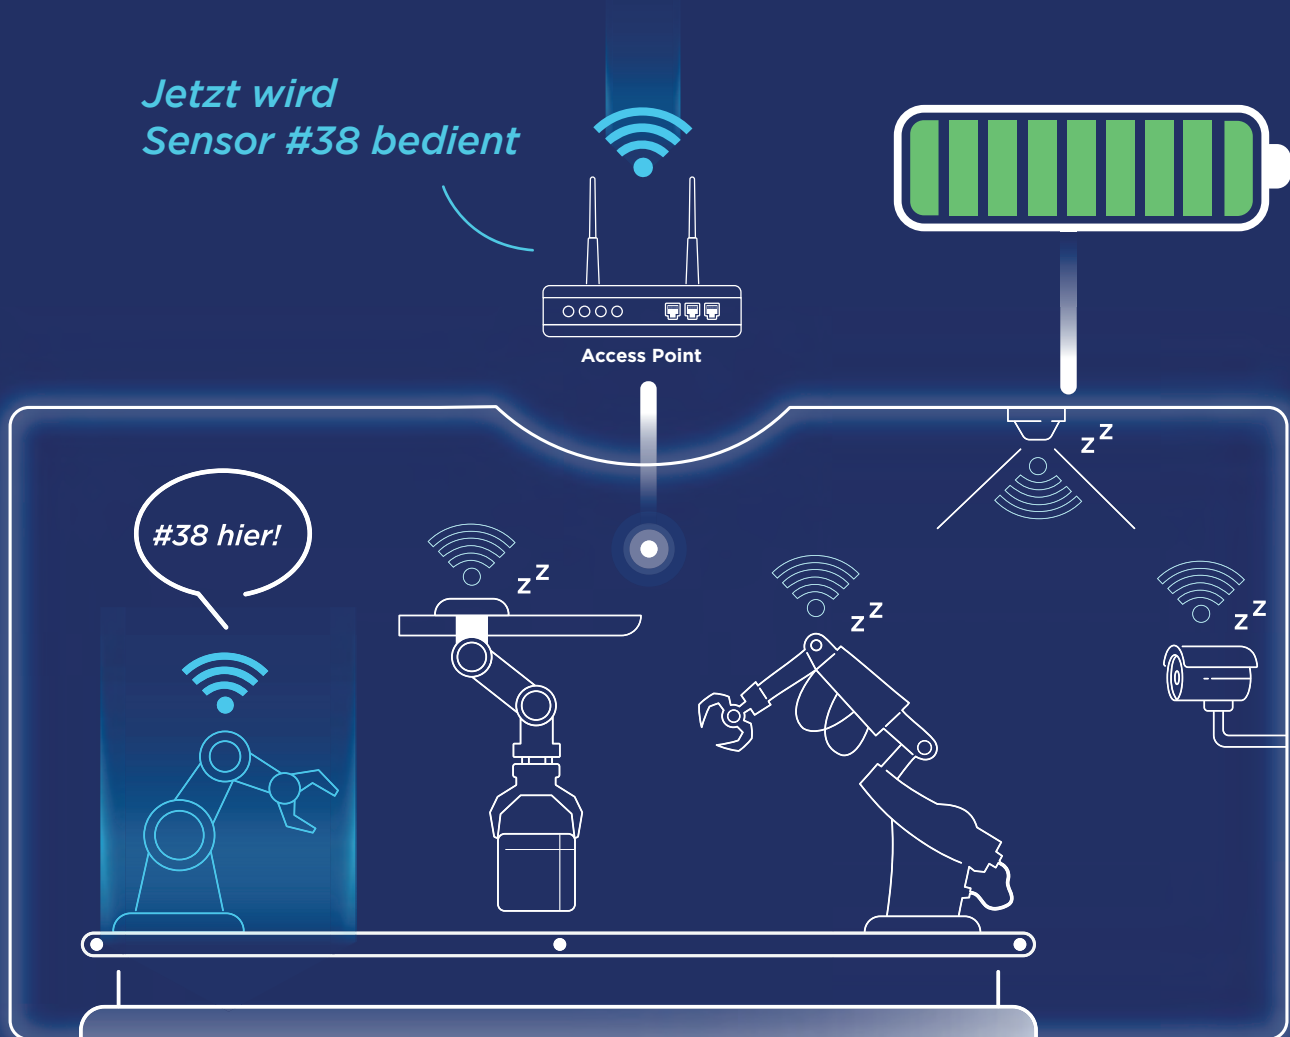 Jetzt wird
Sensor #38 bedient
Access Point
z z
#38 hier!
z z
z z
z z